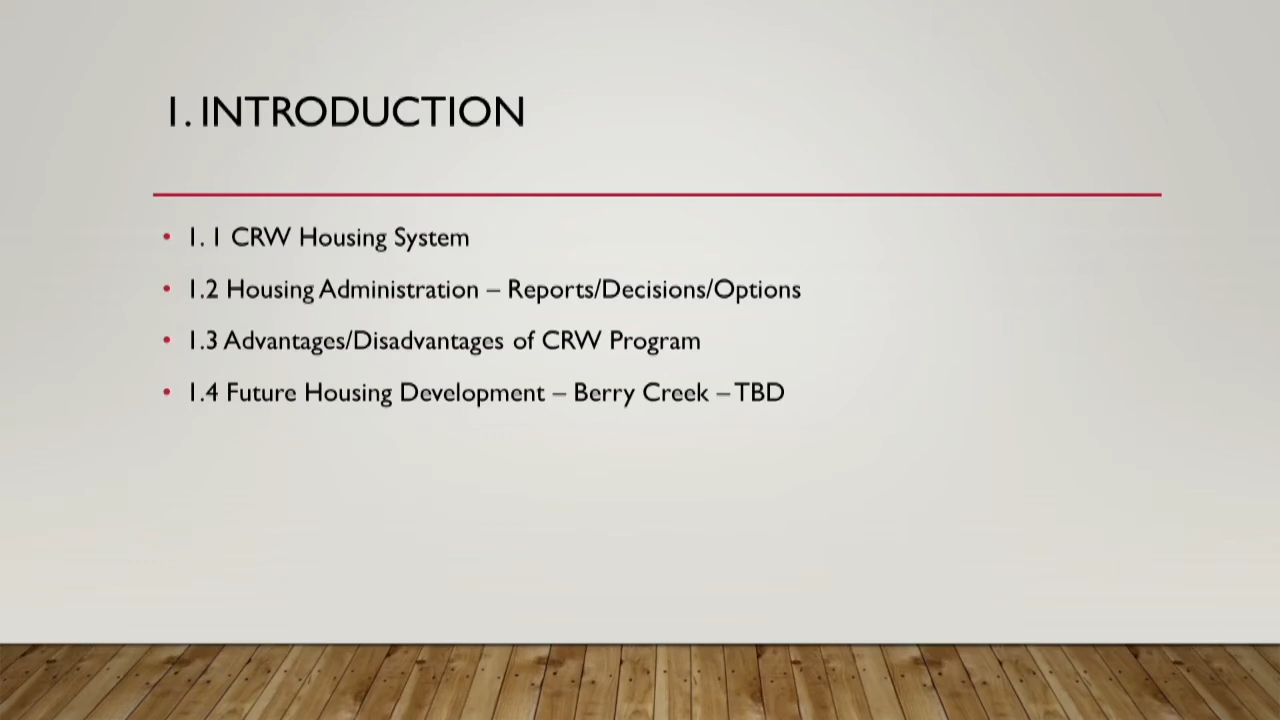 1. INTRODUCTION
• 1. 1 CRW Housing System
• 1.2 Housing Administration – Reports/Decisions/Options
• 1.3 Advantages/Disadvantages of CRW Program
• 1.4 Future Housing Development – Berry Creek – TBD